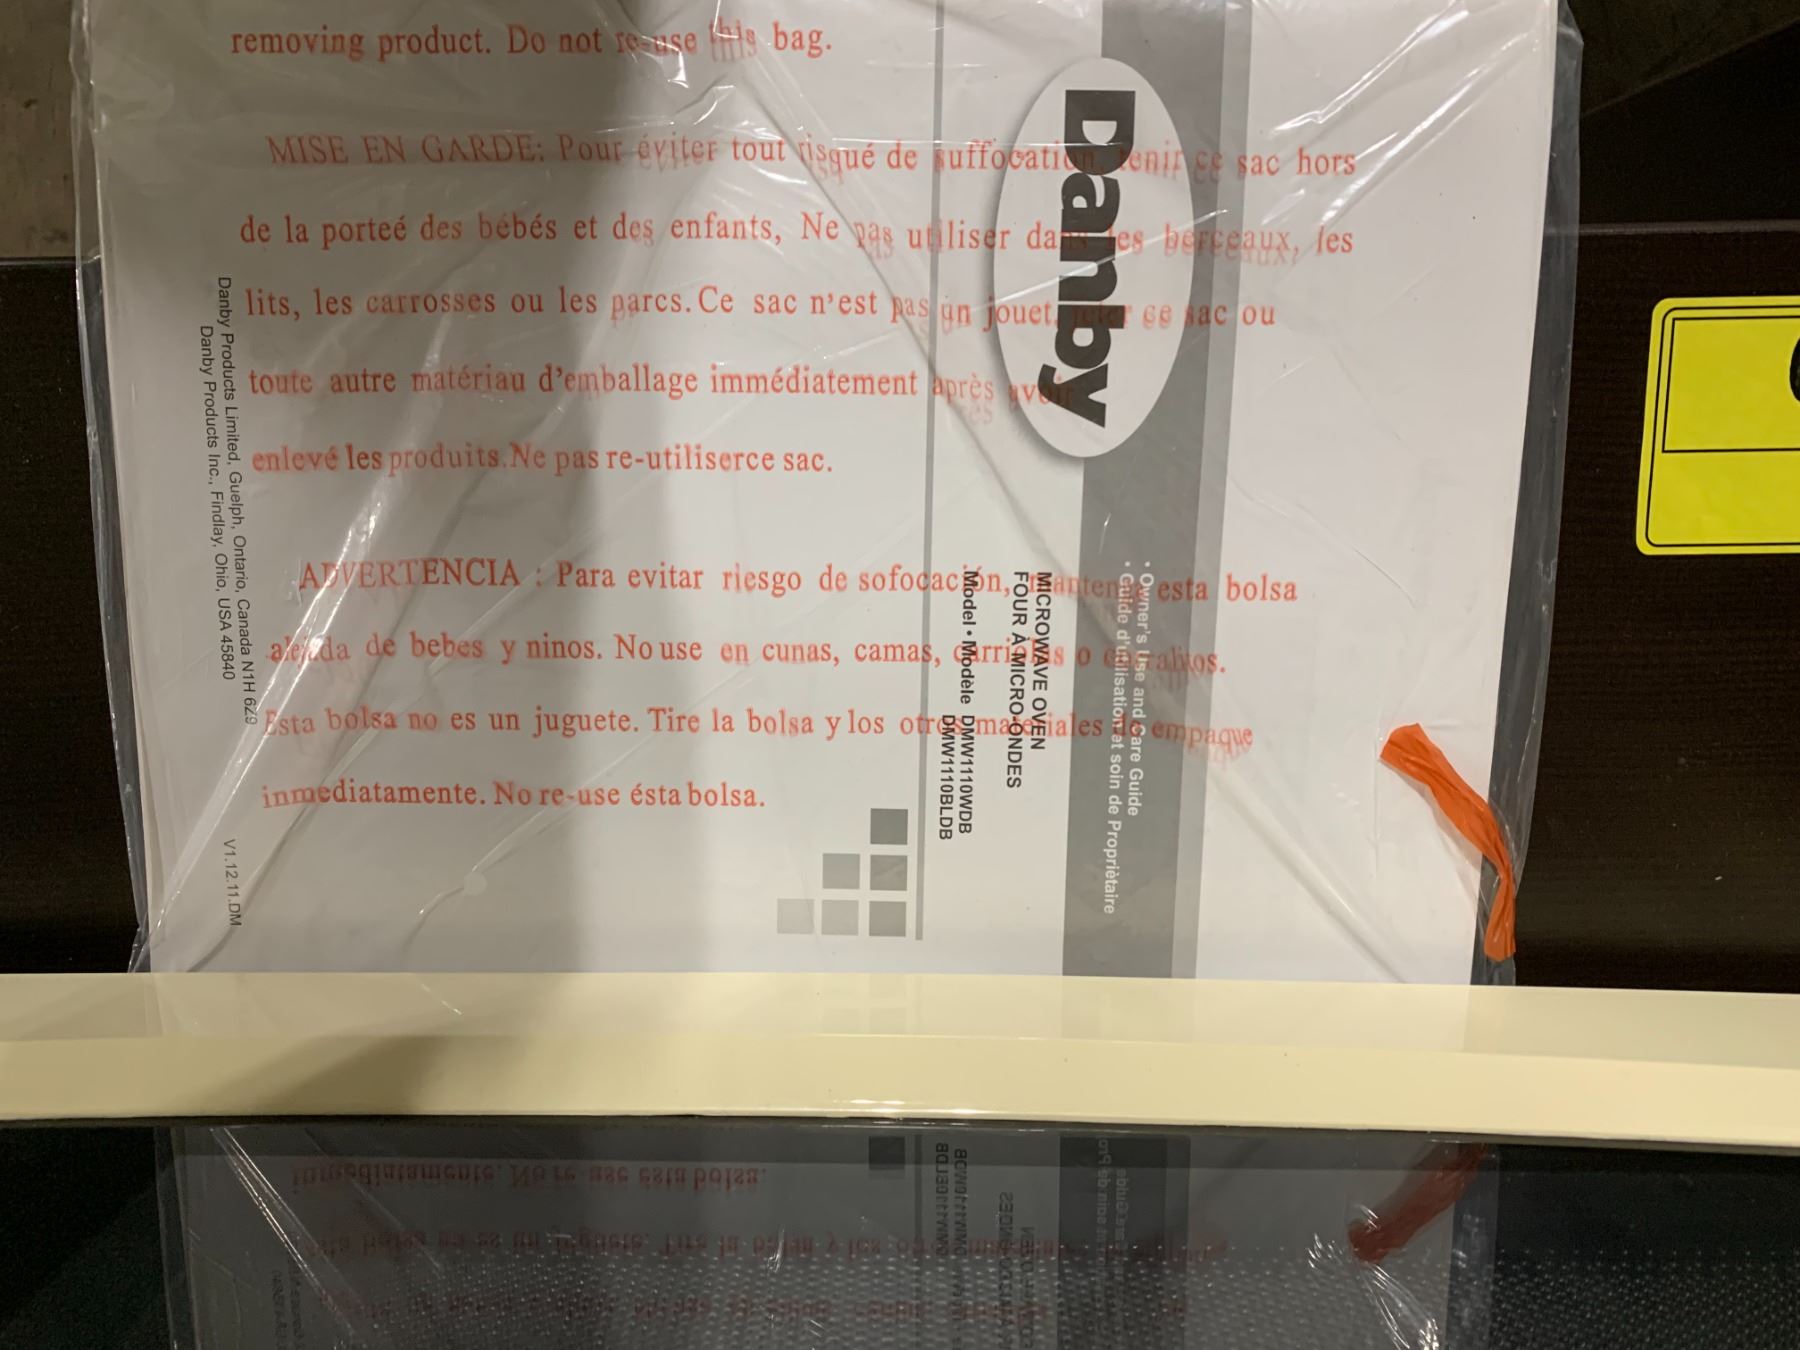 removing product. Do not re-use this bag.
MISE EN GARDE: Pour éviter tout risqué de suffocation, tenir ce sac hors
de la porteé des bébés et des enfants, Ne pas utiliser dans les berceaux, les
lits, les carrosses ou les parcs. Ce sac n'est pas un jouet. jeter ce sac ou
toute autre matériau d'emballage immédiatement après avoir
enlevé les produits. Ne pas re-utiliserce sac.
ADVERTENCIA : Para evitar riesgo de sofocación, mantenga esta bolsa
alejada de bebes y ninos. No use en cunas, camas, carriolas o corralitos.
Esta bolsa no es un juguete. Tire la bolsa y los otros materiales de empaque
inmediatamente. No re-use ésta bolsa.
Danby
• Owner's Use and Care Guide
• Guide d'utilisation et soin de Propriètaire
MICROWAVE OVEN
FOUR À MICRO-ONDES
Model • Modèle DMW1110WDB
DMW1110BLDB
Danby Products Limited, Guelph, Ontario, Canada N1H 6Z9
Danby Products Inc., Findlay, Ohio, USA 45840
V1.12.11.DM